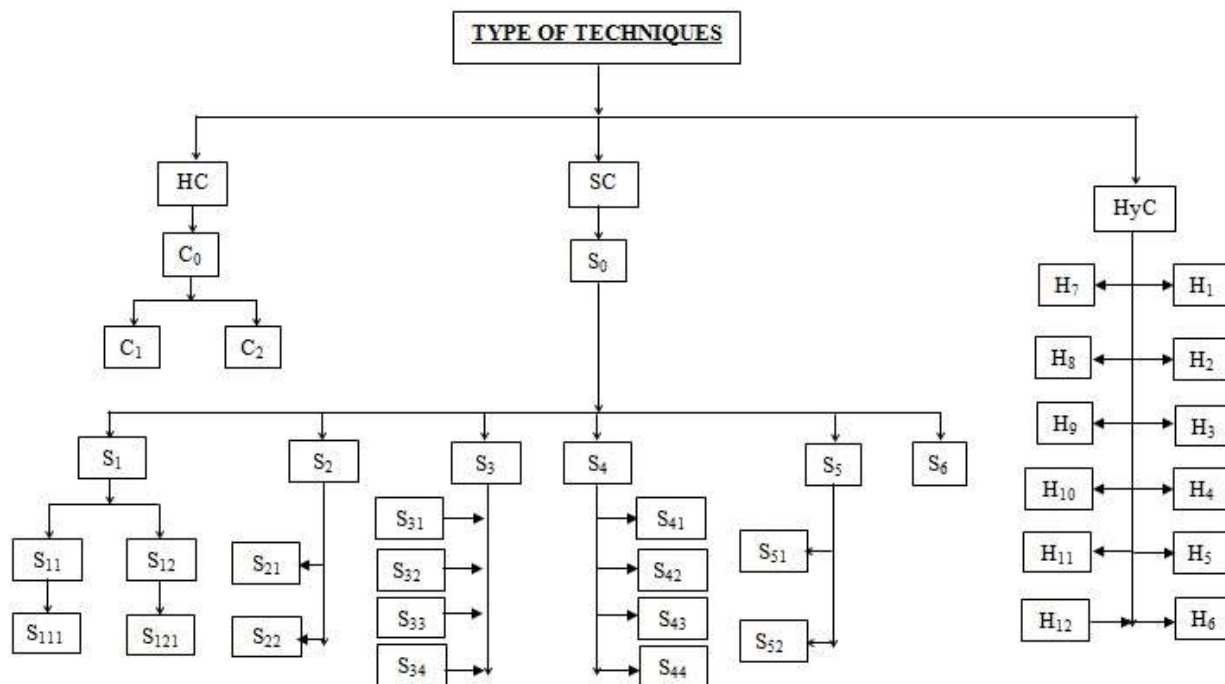 TYPE OF TECHNIQUES
HC
SC
HyC
C₀
S₀
H₇
H₁
C₁
C₂
H₈
H₂
H₉
H₃
S₁
S₂
S₃
S₄
S₅
S₆
H₁₀
H₄
S₃₁
S₄₁
S₁₁
S₁₂
S₂₁
S₃₂
S₄₂
S₅₁
H₁₁
H₅
S₁₁₁
S₁₂₁
S₂₂
S₃₃
S₄₃
S₅₂
H₁₂
H₆
S₃₄
S₄₄